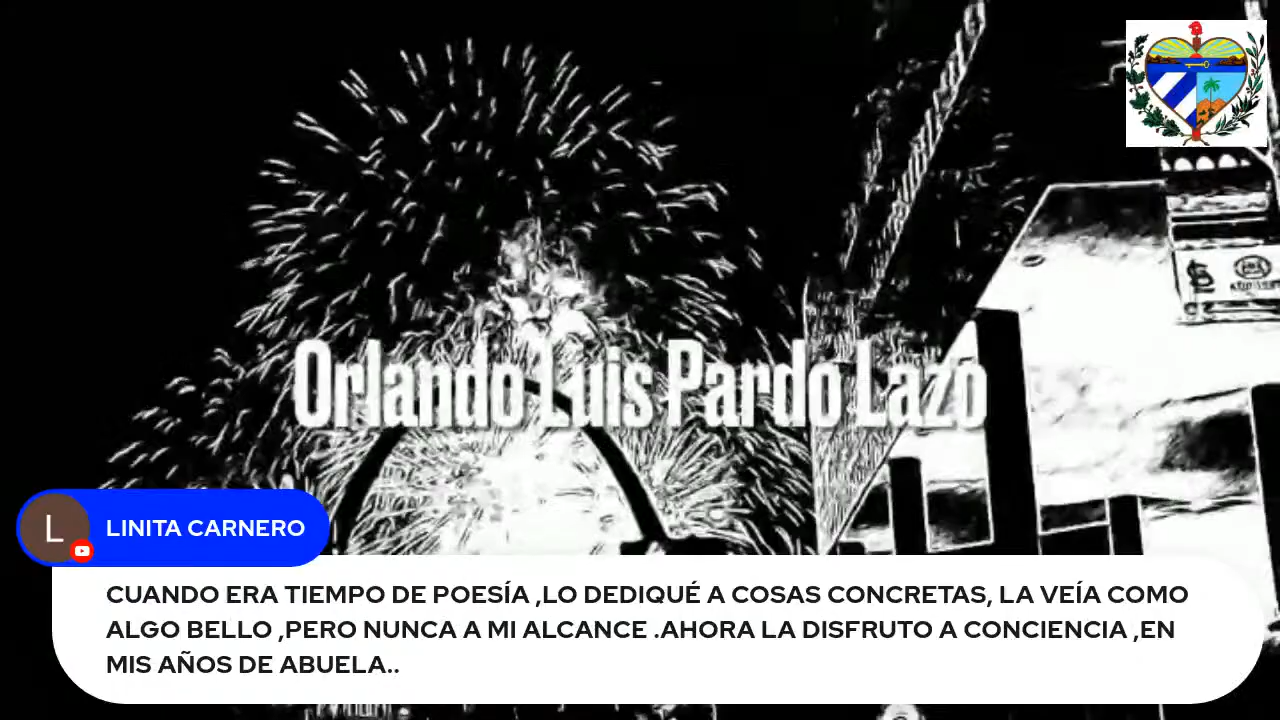 Orlando Luis Pardo Lazo
LINITA CARNERO
L
CUANDO ERA TIEMPO DE POESÍA ,LO DEDIQUÉ A COSAS CONCRETAS, LA VEÍA COMO
ALGO BELLO ,PERO NUNCA A MI ALCANCE .AHORA LA DISFRUTO A CONCIENCIA ,EN
MIS AÑOS DE ABUELA..